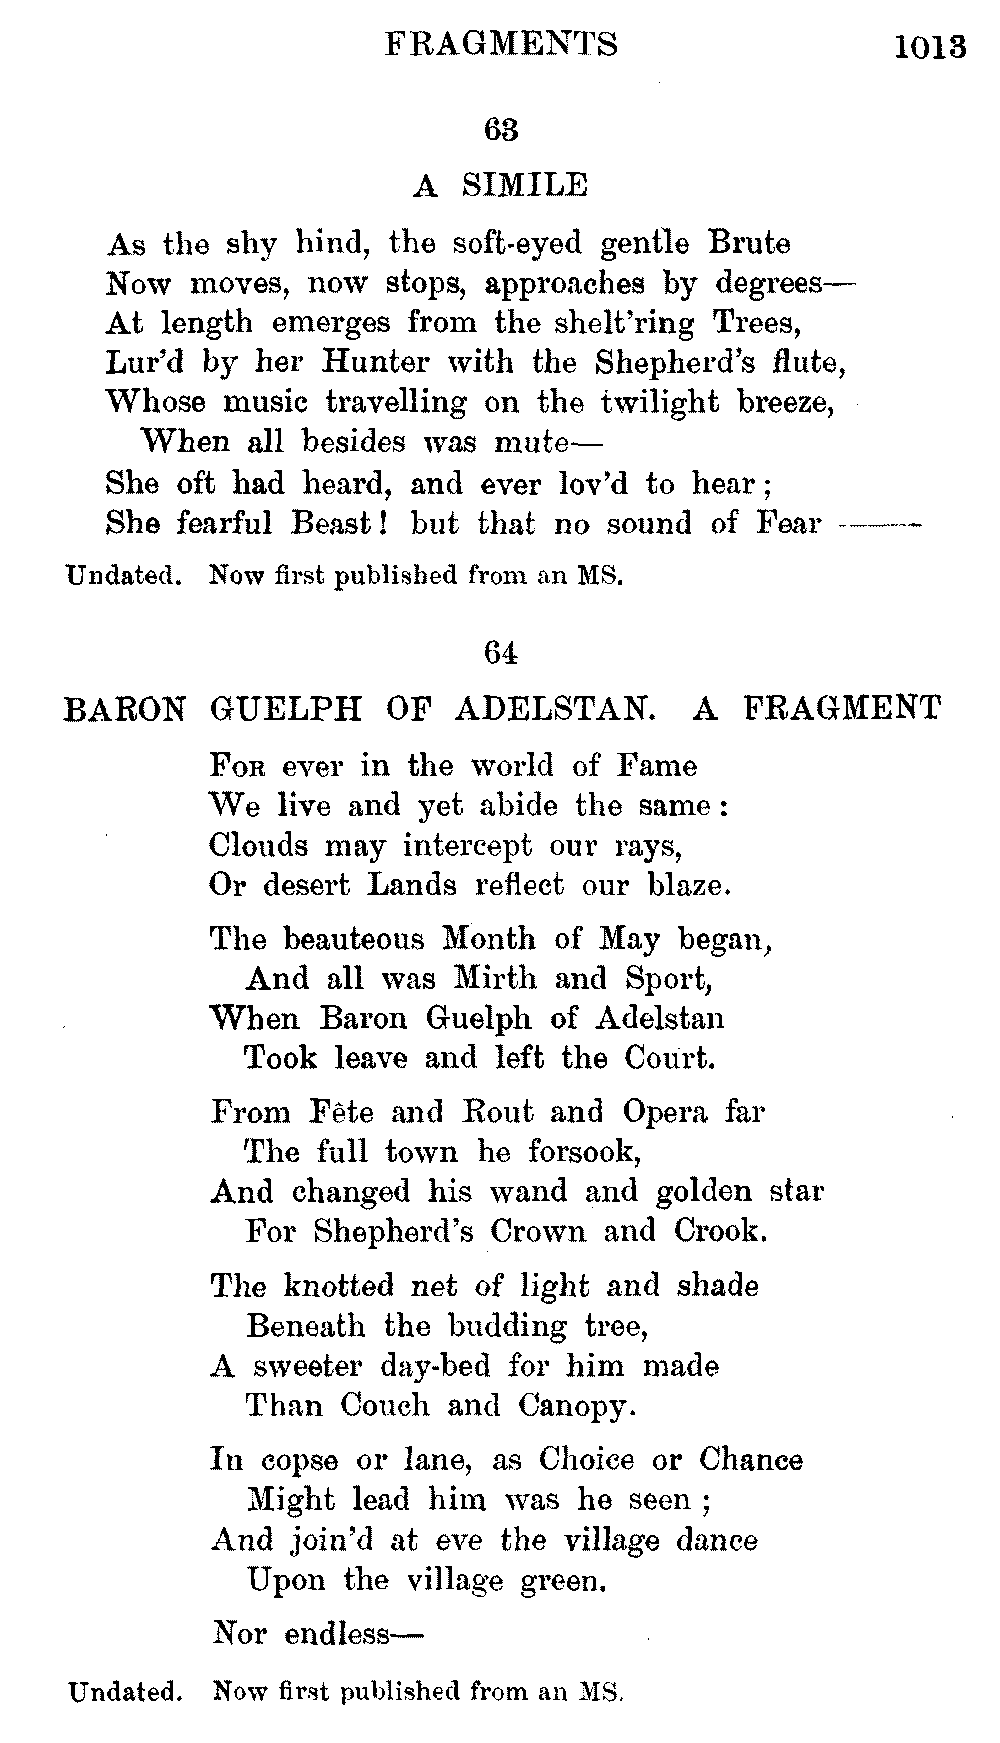 FRAGMENTS 1013
63
A SIMILE
As the shy hind, the soft-eyed gentle Brute
Now moves, now stops, approaches by degrees—
At length emerges from the shelt'ring Trees,
Lur'd by her Hunter with the Shepherd's flute,
Whose music travelling on the twilight breeze,
When all besides was mute—
She oft had heard, and ever lov'd to hear;
She fearful Beast! but that no sound of Fear ——
Undated. Now first published from an MS.
64
BARON GUELPH OF ADELSTAN. A FRAGMENT
For ever in the world of Fame
We live and yet abide the same:
Clouds may intercept our rays,
Or desert Lands reflect our blaze.
The beauteous Month of May began,
And all was Mirth and Sport,
When Baron Guelph of Adelstan
Took leave and left the Court.
From Fête and Rout and Opera far
The full town he forsook,
And changed his wand and golden star
For Shepherd's Crown and Crook.
The knotted net of light and shade
Beneath the budding tree,
A sweeter day-bed for him made
Than Couch and Canopy.
In copse or lane, as Choice or Chance
Might lead him was he seen;
And join'd at eve the village dance
Upon the village green.
Nor endless—
Undated. Now first published from an MS.